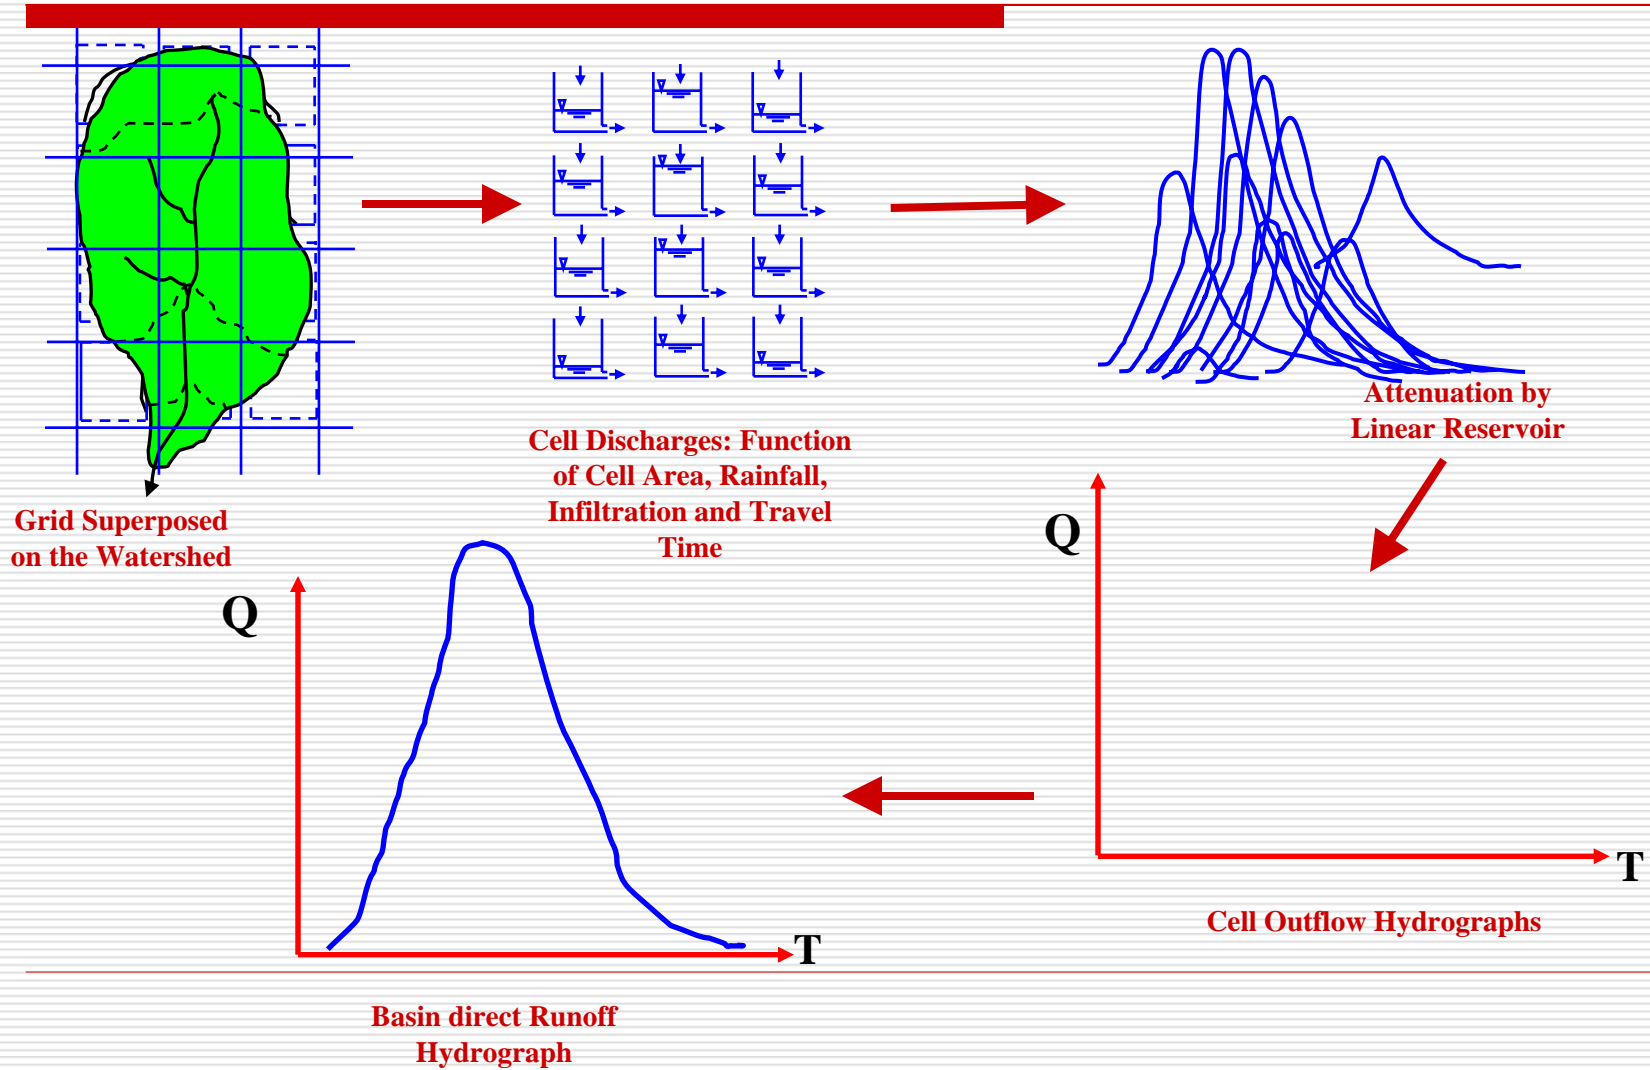 Grid Superposed
on the Watershed
Cell Discharges: Function
of Cell Area, Rainfall,
Infiltration and Travel
Time
Attenuation by
Linear Reservoir
Q
T
Cell Outflow Hydrographs
Q
T
Basin direct Runoff
Hydrograph